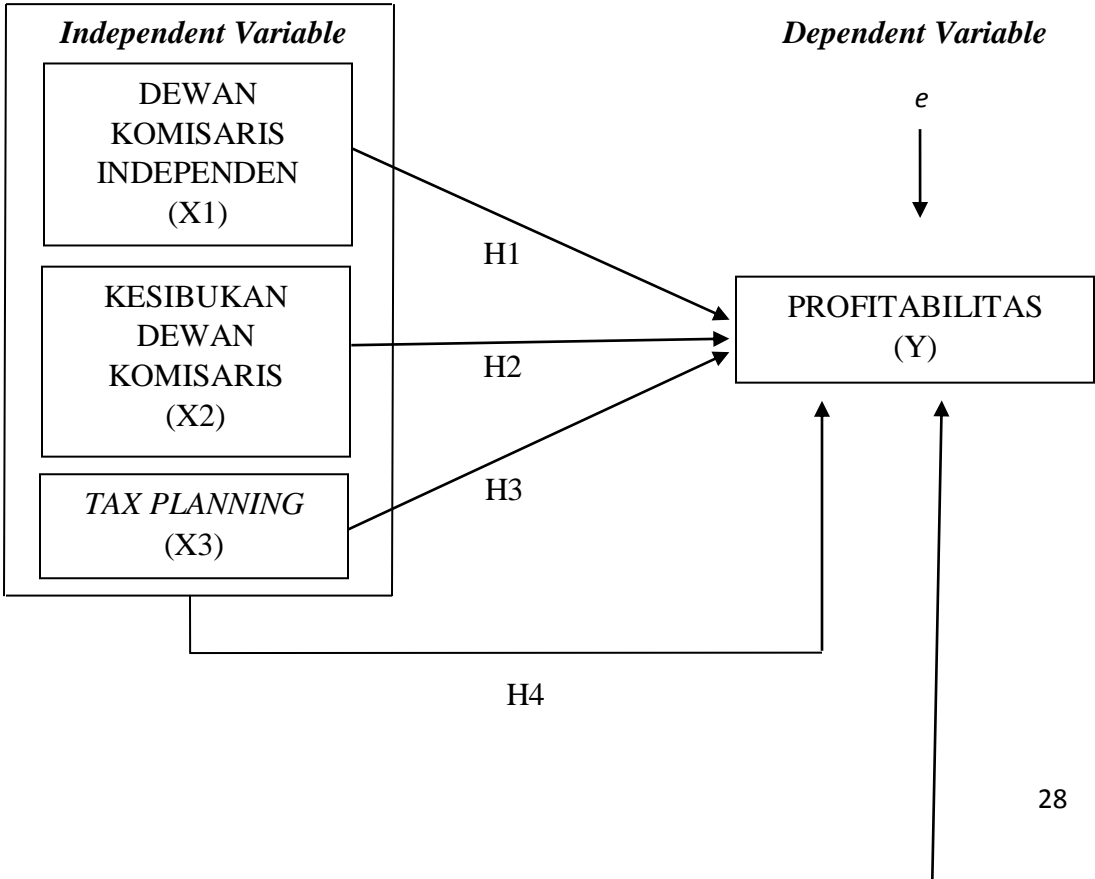 Independent Variable
Dependent Variable
DEWAN
KOMISARIS
INDEPENDEN
(X1)
e
H1
KESIBUKAN
DEWAN
KOMISARIS
(X2)
PROFITABILITAS
(Y)
H2
TAX PLANNING
(X3)
H3
H4
28